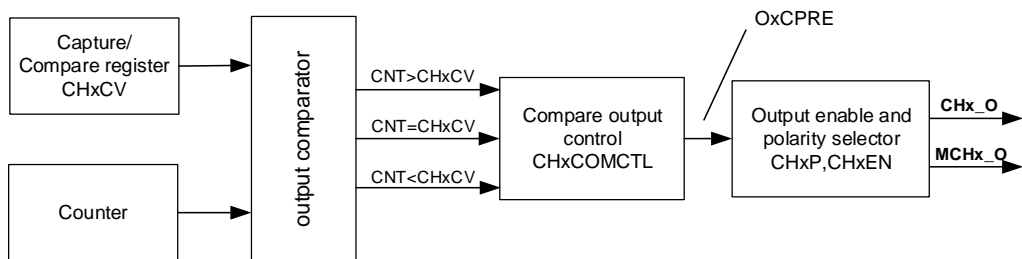 Capture/
Compare register
CHxCV
Counter
output comparator
CNT>CHxCV
CNT=CHxCV
CNT<CHxCV
Compare output
control
CHxCOMCTL
OxCPRE
Output enable and
polarity selector
CHxP,CHxEN
CHx_O
MCHx_O